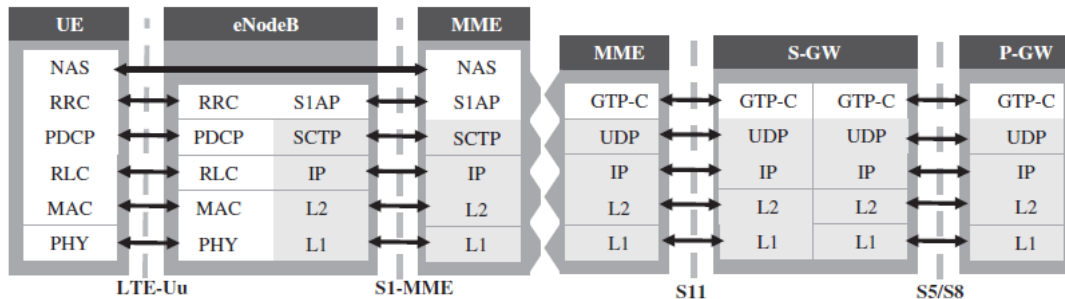 UE eNodeB MME
MME S-GW P-GW
NAS NAS
RRC RRC S1AP S1AP GTP-C GTP-C GTP-C GTP-C
PDCP PDCP SCTP SCTP UDP UDP UDP UDP
RLC RLC IP IP IP IP IP IP
MAC MAC L2 L2 L2 L2 L2 L2
PHY PHY L1 L1 L1 L1 L1 L1
LTE-Uu S1-MME S11 S5/S8